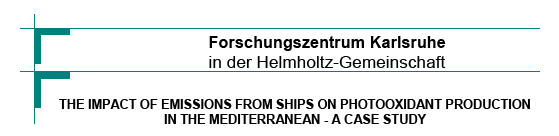 Forschungszentrum Karlsruhe
in der Helmholtz-Gemeinschaft
THE IMPACT OF EMISSIONS FROM SHIPS ON PHOTOOXIDANT PRODUCTION
IN THE MEDITERRANEAN - A CASE STUDY